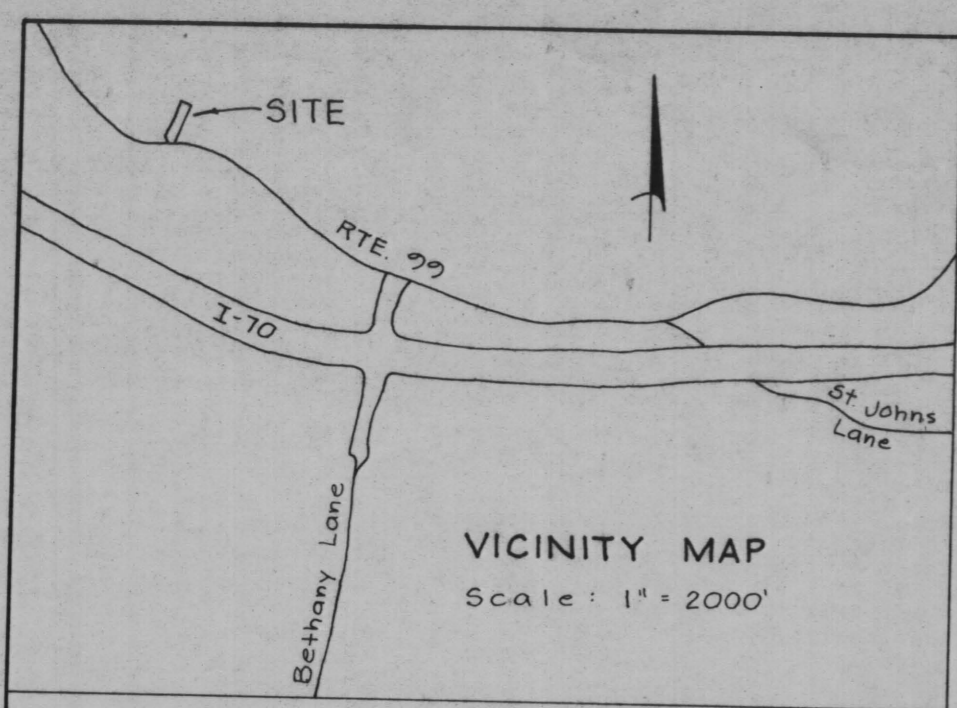 SITE
RTE. 99
I-70
St. Johns
Lane
Bethany Lane
VICINITY MAP
Scale: 1" = 2000'